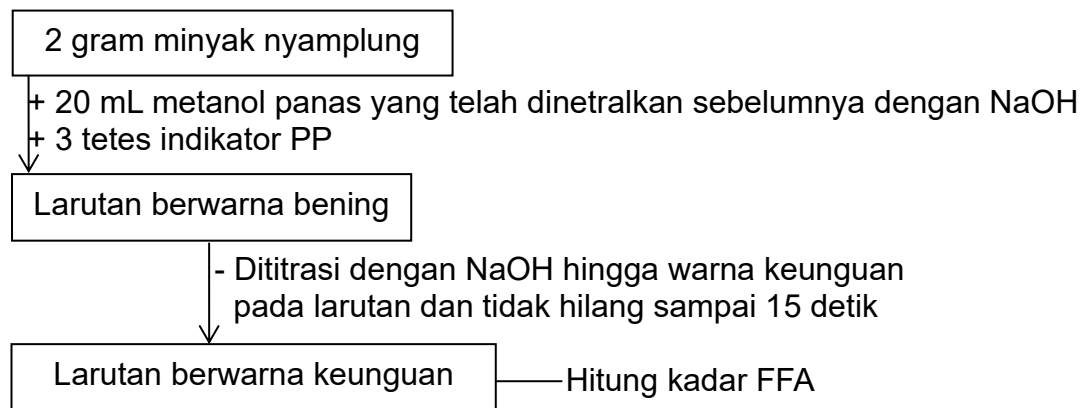 2 gram minyak nyamplung
+ 20 mL metanol panas yang telah dinetralkan sebelumnya dengan NaOH
+ 3 tetes indikator PP
Larutan berwarna bening
- Dititrasi dengan NaOH hingga warna keunguan
pada larutan dan tidak hilang sampai 15 detik
Larutan berwarna keunguan
Hitung kadar FFA